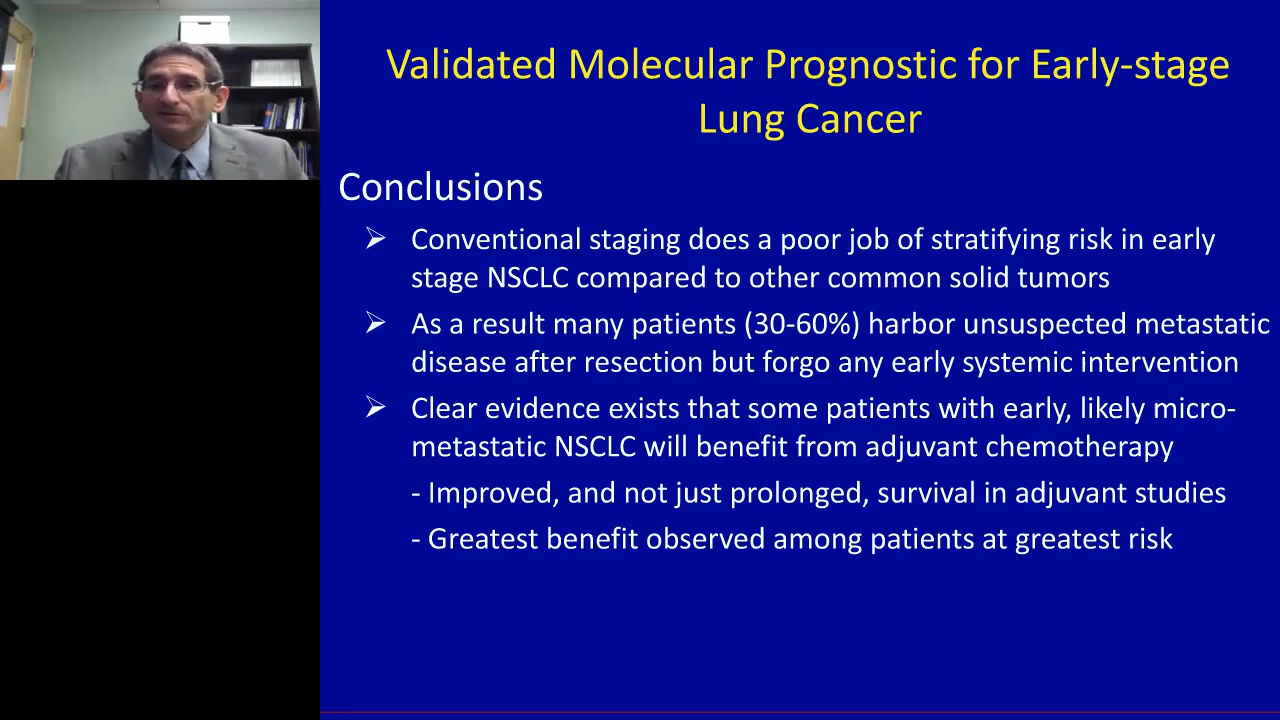 Validated Molecular Prognostic for Early-stage
Lung Cancer
Conclusions
Conventional staging does a poor job of stratifying risk in early
stage NSCLC compared to other common solid tumors
As a result many patients (30-60%) harbor unsuspected metastatic
disease after resection but forgo any early systemic intervention
Clear evidence exists that some patients with early, likely micro-
metastatic NSCLC will benefit from adjuvant chemotherapy
- Improved, and not just prolonged, survival in adjuvant studies
- Greatest benefit observed among patients at greatest risk